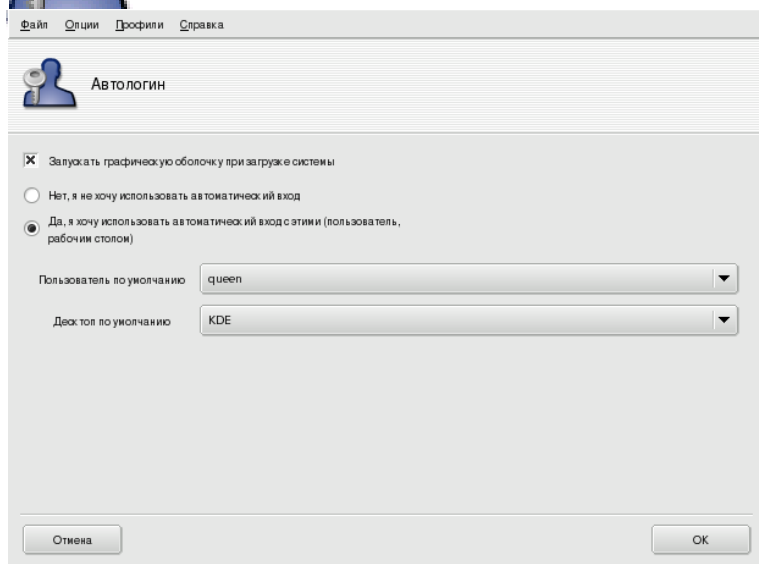 Файл Опции Профили Справка
Автологин
Запускать графическую оболочку при загрузке системы
Нет, я не хочу использовать автоматический вход
Да, я хочу использовать автоматический вход с этими (пользователь,
рабочим столом)
Пользователь по умолчанию queen
Десктоп по умолчанию KDE
Отмена OK